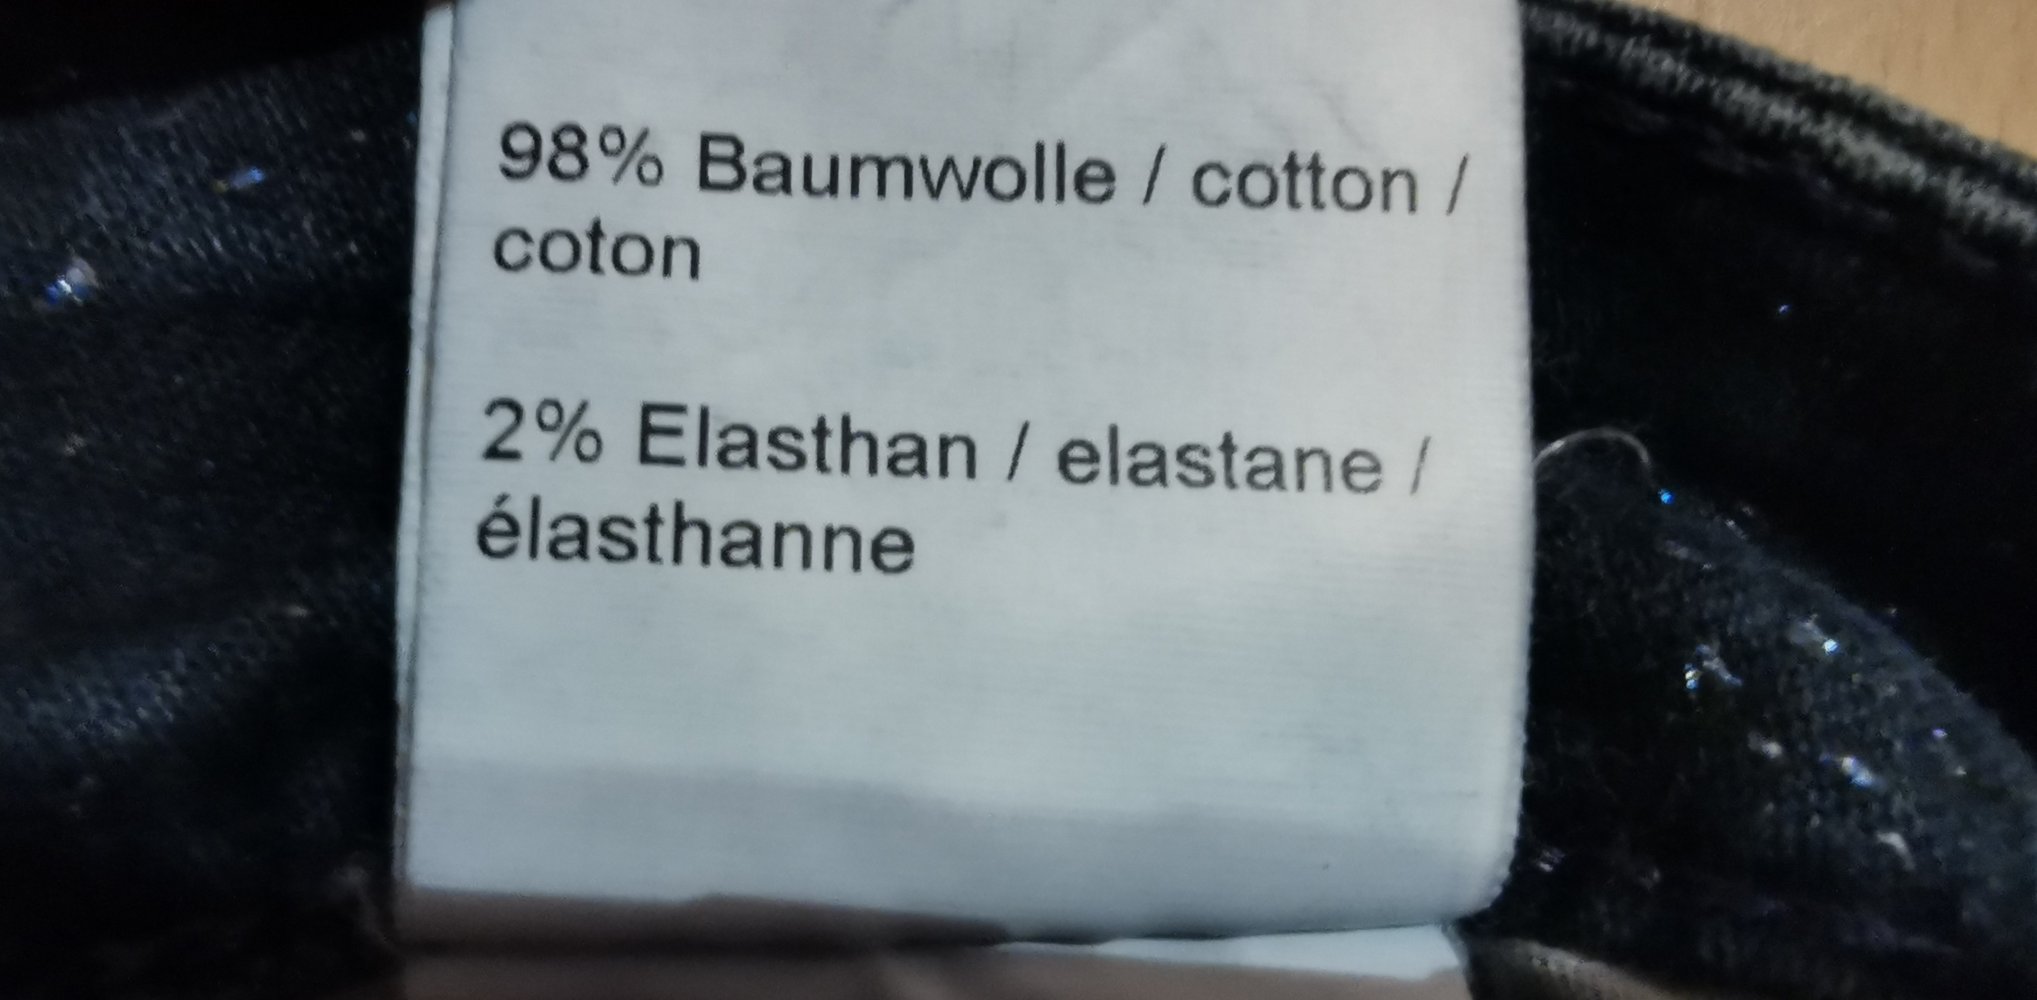 98% Baumwolle / cotton /
coton
2% Elasthan / elastane /
élasthanne